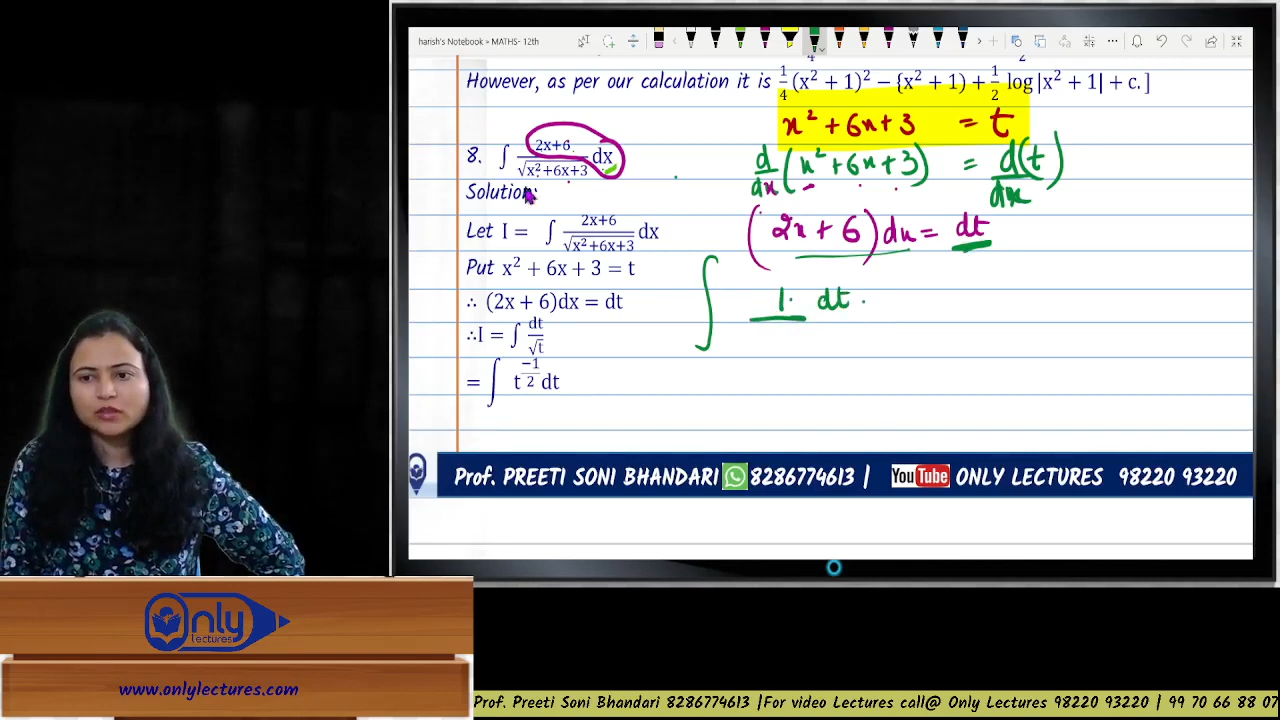 harish's Notebook » MATHS- 12th
However, as per our calculation it is 1/4 (x² + 1)² − {x² + 1) + 1/2 log|x² + 1| + c. ]
x² + 6x + 3 = t
8. ∫ 2x+6/√x²+6x+3 dx
d/dx (x² + 6x + 3) = d(t)/dx
Solution:
Let I = ∫ 2x+6/√x²+6x+3 dx
(2x + 6) dx = dt
Put x² + 6x + 3 = t
∴ (2x + 6)dx = dt
∫ 1 dt
∴I = ∫ dt/√t
= ∫ t^−1/2 dt
Prof. PREETI SONI BHANDARI 8286774613 | YouTube ONLY LECTURES 98220 93220
Only
lectures
www.onlylectures.com
Prof. Preeti Soni Bhandari 8286774613 |For video Lectures call@ Only Lectures 98220 93220 | 99 70 66 88 07